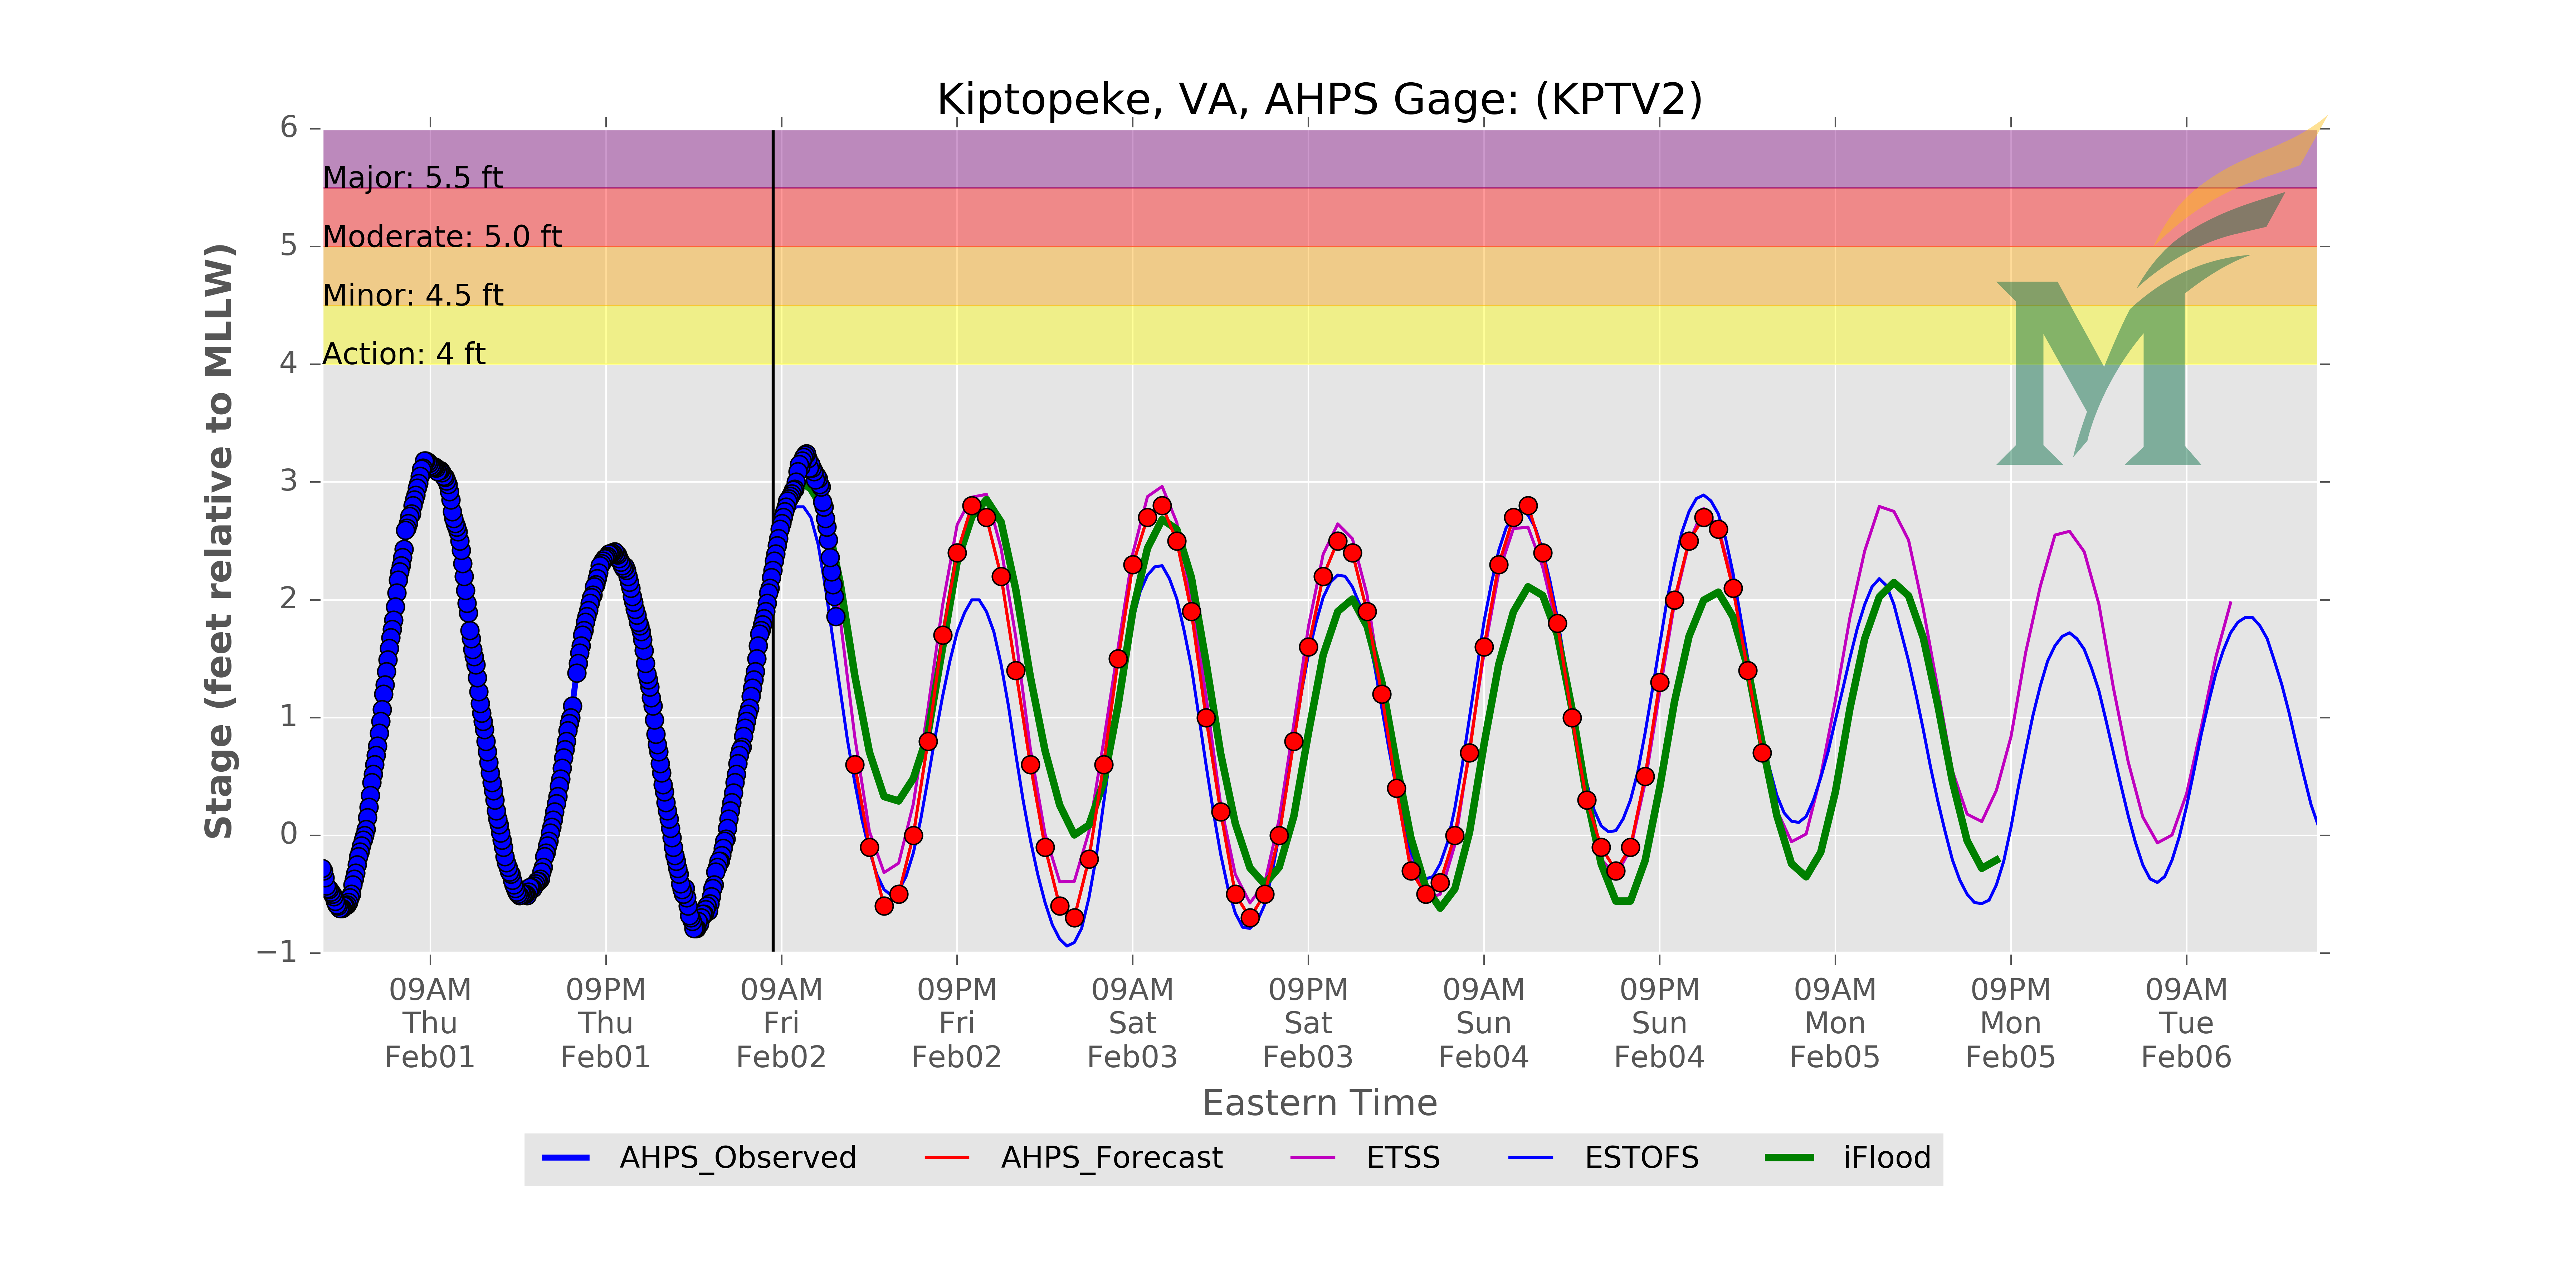 Kiptopeke, VA, AHPS Gage: (KPTV2)
6
5
4
3
2
1
0
−1
Stage (feet relative to MLLW)
Major: 5.5 ft
Moderate: 5.0 ft
Minor: 4.5 ft
Action: 4 ft
M
09AM 09PM 09AM 09PM 09AM 09PM 09AM 09PM 09AM 09PM 09AM
Thu Thu Fri Fri Sat Sat Sun Sun Mon Mon Tue
Feb01 Feb01 Feb02 Feb02 Feb03 Feb03 Feb04 Feb04 Feb05 Feb05 Feb06
Eastern Time
AHPS_Observed AHPS_Forecast ETSS ESTOFS iFlood